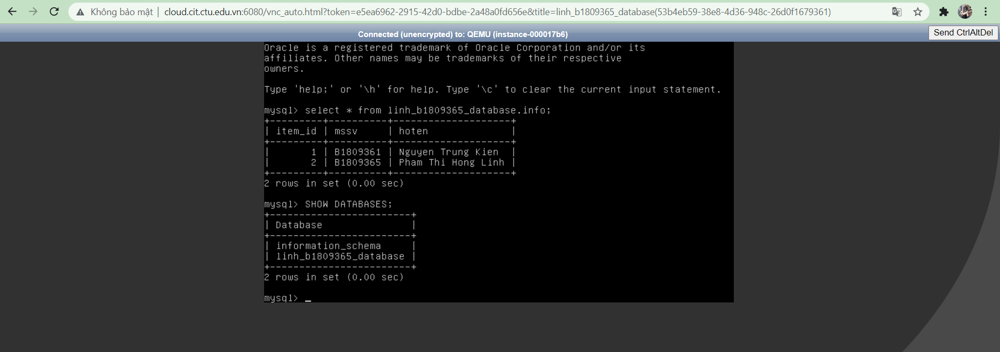 Không bảo mật | cloud.cit.ctu.edu.vn:6080/vnc_auto.html?token=e5ea6962-2915-42d0-bdbe-2a48a0fd656e&title=linh_b1809365_database(53b4eb59-38e8-4d36-948c-26d0f1679361)
Connected (unencrypted) to: QEMU (instance-000017b6)
Send CtrlAltDel
Oracle is a registered trademark of Oracle Corporation and/or its
affiliates. Other names may be trademarks of their respective
owners.
Type 'help;' or '\h' for help. Type '\c' to clear the current input statement.
mysql> select * from linh_b1809365_database.info;
+---------+----------+--------------------+
| item_id | mssv     | hoten              |
+---------+----------+--------------------+
|       1 | B1809361 | Nguyen Trung Kien  |
|       2 | B1809365 | Pham Thi Hong Linh |
+---------+----------+--------------------+
2 rows in set (0.00 sec)
mysql> SHOW DATABASES;
+------------------------+
| Database               |
+------------------------+
| information_schema     |
| linh_b1809365_database |
+------------------------+
2 rows in set (0.00 sec)
mysql> _